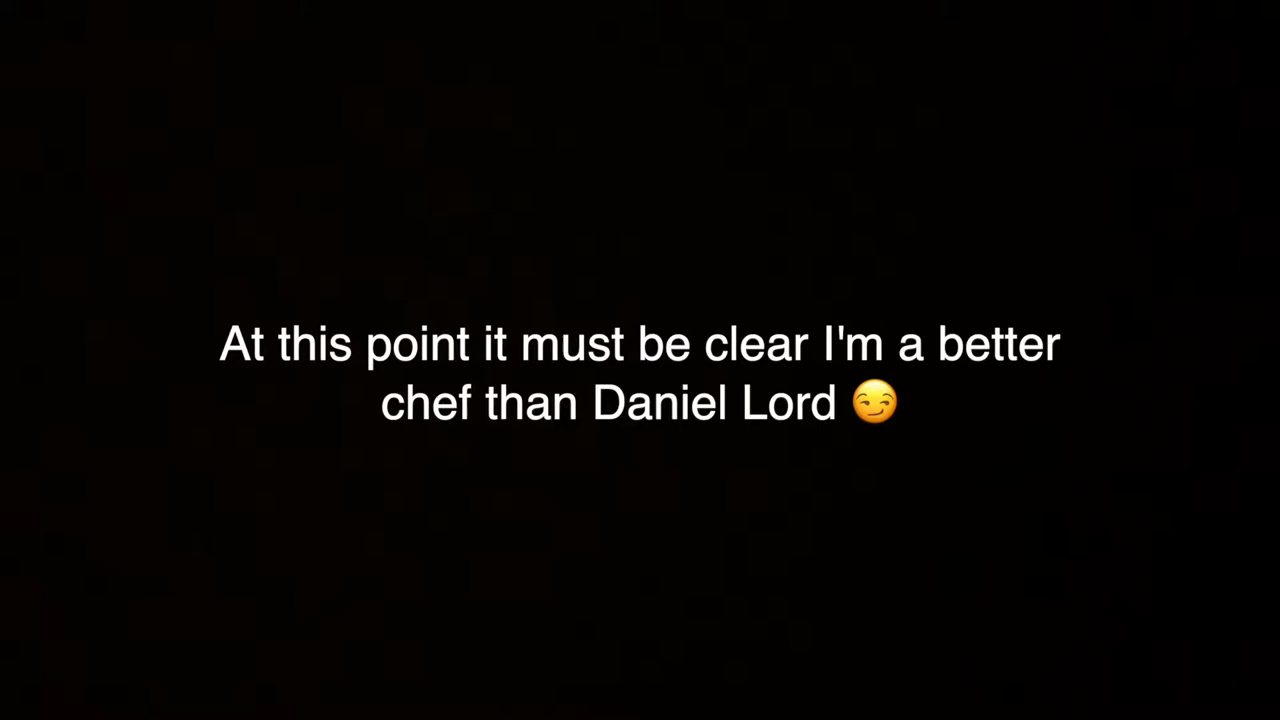 At this point it must be clear I'm a better
chef than Daniel Lord 😏